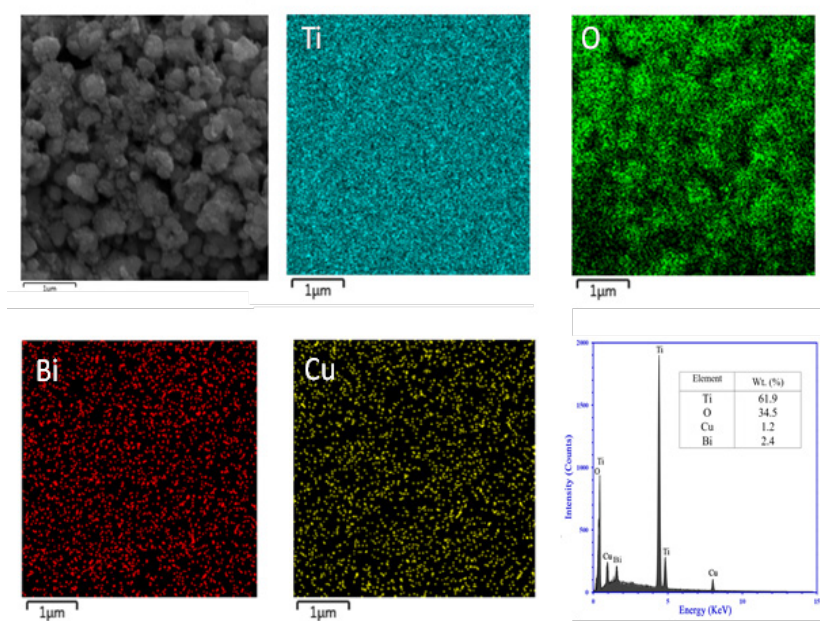 Ti
O
1um
1µm
1µm
Bi
Cu
1µm
1µm
2000
1500
1000
500
0
Intensity (Counts)
Ti
Ti
O
Cu
Bi
Ti
Cu
Element Wt. (%)
Ti 61.9
O 34.5
Cu 1.2
Bi 2.4
0 5 10 15
Energy (KeV)